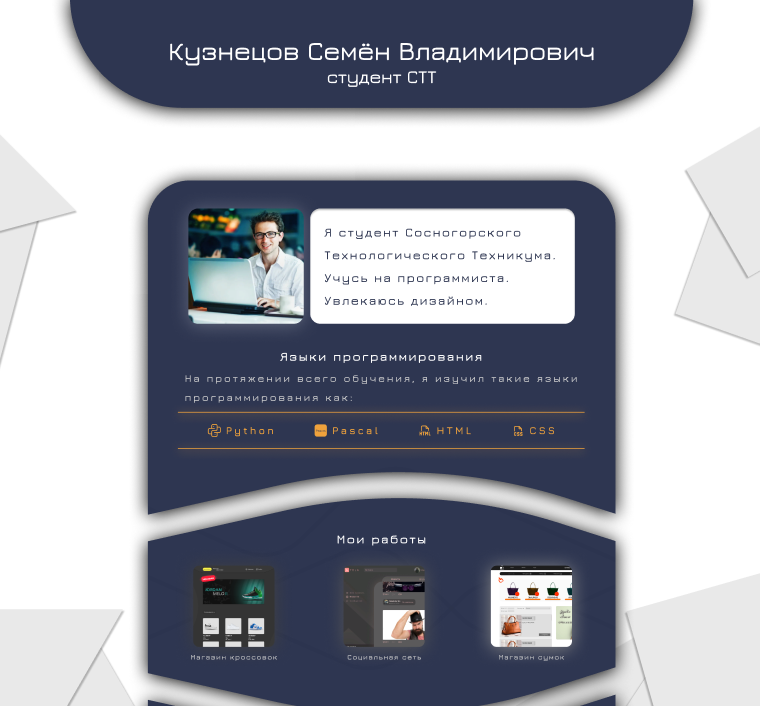 Кузнецов Семён Владимирович
студент СТТ
Я студент Сосногорского
Технологического Техникума.
Учусь на программиста.
Увлекаюсь дизайном.
Языки программирования
На протяжении всего обучения, я изучил такие языки
программирования как:
Python Pascal HTML CSS
Мои работы
Магазин кроссовок Социальная сеть Магазин сумок